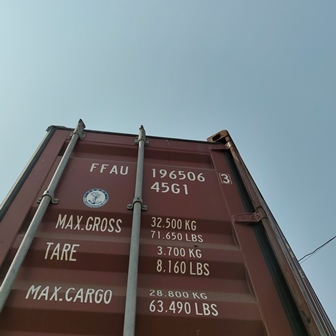 FFAU 196506 3
45G1
MAX.GROSS 32.500 KG
71.650 LBS
TARE 3.700 KG
8.160 LBS
MAX.CARGO 28.800 KG
63.490 LBS